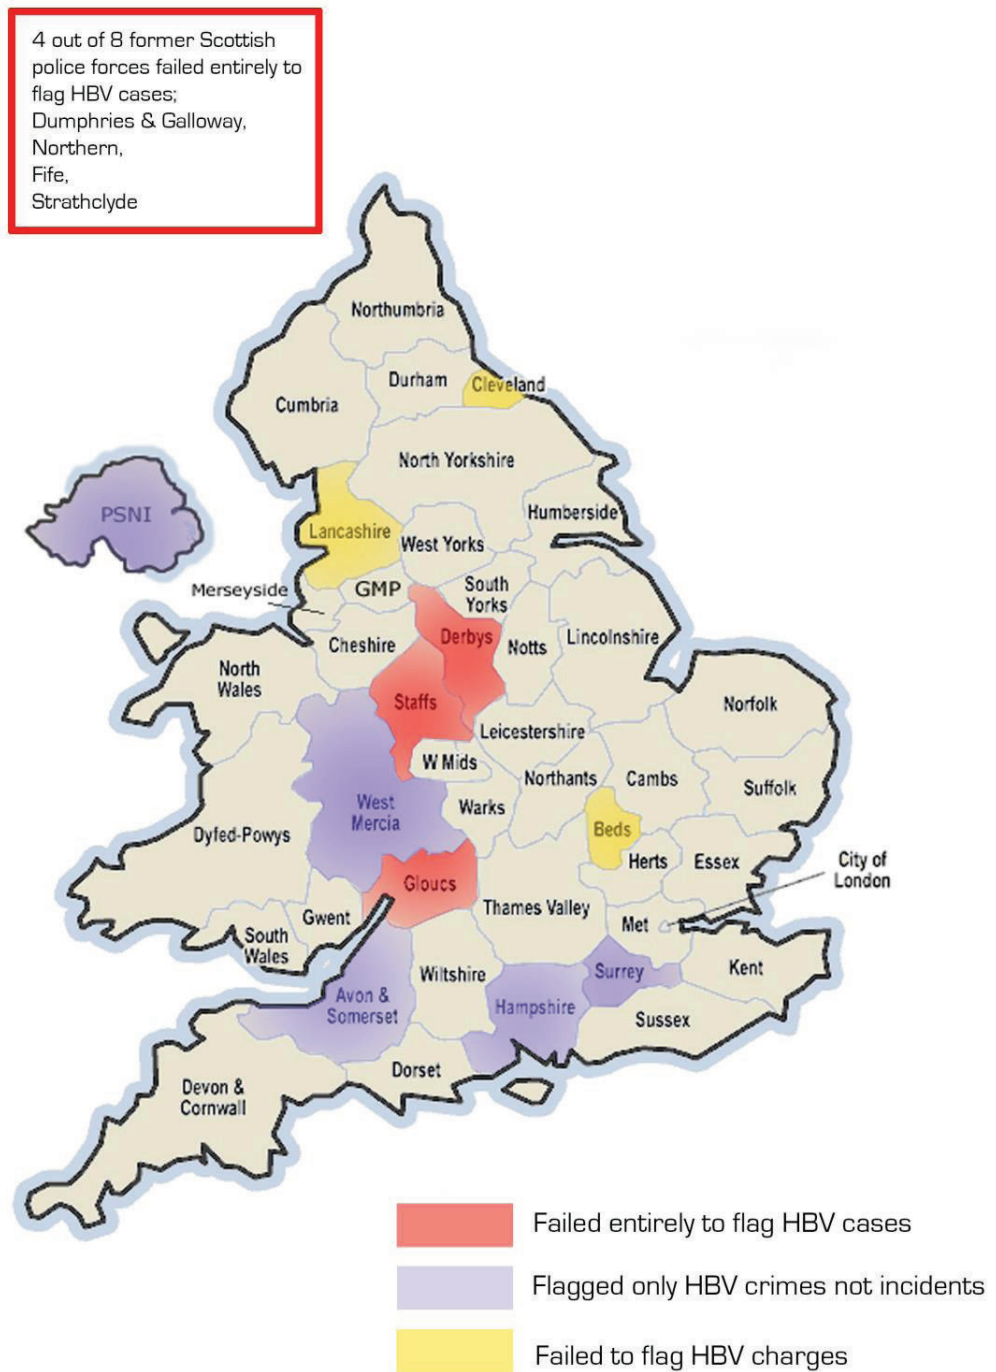 4 out of 8 former Scottish
police forces failed entirely to
flag HBV cases;
Dumphries & Galloway,
Northern,
Fife,
Strathclyde
Northumbria
Durham
Cleveland
Cumbria
North Yorkshire
PSNI
Humberside
Lancashire
West Yorks
Merseyside
GMP
South
Yorks
Cheshire
Derbys
Notts
Lincolnshire
North
Wales
Staffs
Norfolk
Leicestershire
W Mids
Northants
Cambs
Suffolk
West
Mercia
Warks
Dyfed-Powys
Beds
Herts
Essex
City of
London
Gloucs
Gwent
Thames Valley
Met
South
Wales
Wiltshire
Surrey
Kent
Avon &
Somerset
Hampshire
Sussex
Dorset
Devon &
Cornwall
Failed entirely to flag HBV cases
Flagged only HBV crimes not incidents
Failed to flag HBV charges